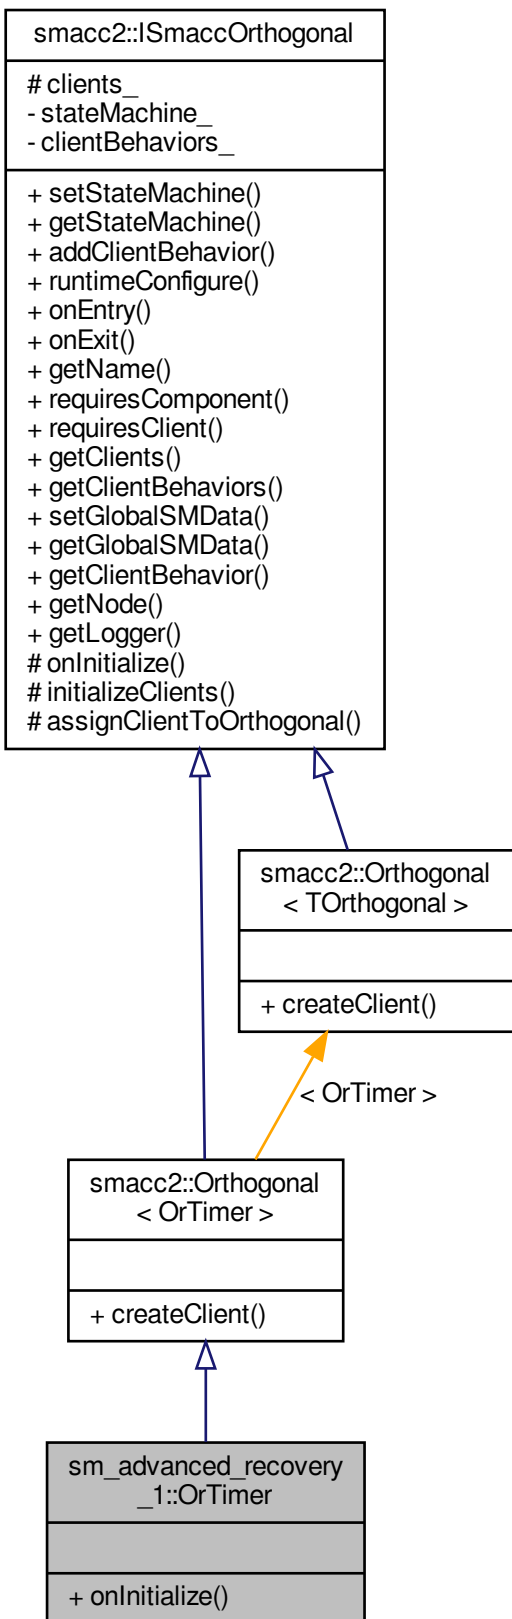 smacc2::ISmaccOrthogonal
# clients_
- stateMachine_
- clientBehaviors_
+ setStateMachine()
+ getStateMachine()
+ addClientBehavior()
+ runtimeConfigure()
+ onEntry()
+ onExit()
+ getName()
+ requiresComponent()
+ requiresClient()
+ getClients()
+ getClientBehaviors()
+ setGlobalSMData()
+ getGlobalSMData()
+ getClientBehavior()
+ getNode()
+ getLogger()
# onInitialize()
# initializeClients()
# assignClientToOrthogonal()
smacc2::Orthogonal
< TOrthogonal >
+ createClient()
< OrTimer >
smacc2::Orthogonal
< OrTimer >
+ createClient()
sm_advanced_recovery
_1::OrTimer
+ onInitialize()